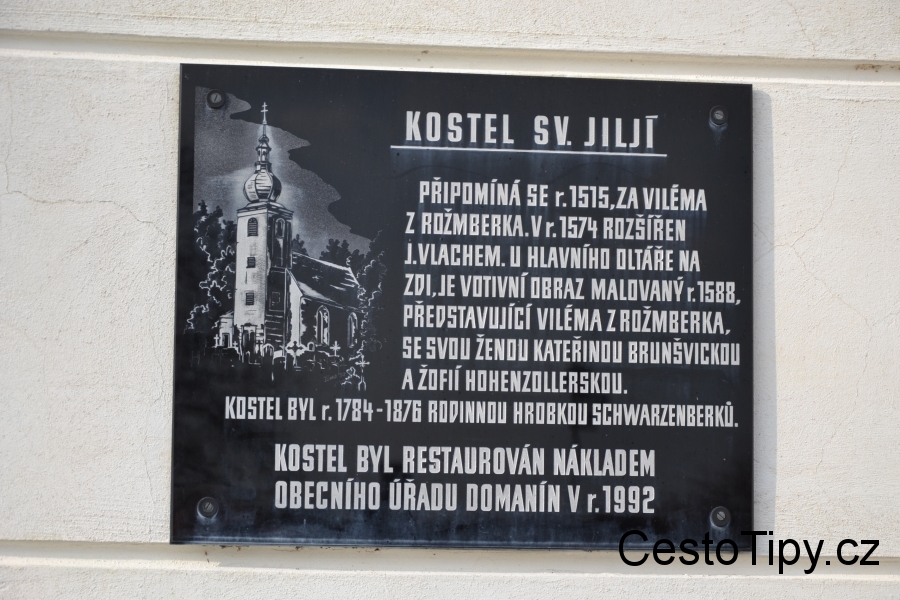 KOSTEL SV. JILJÍ
PŘIPOMÍNÁ SE r. 1515, ZA VILÉMA
Z ROŽMBERKA. V r. 1574 ROZŠÍŘEN
J. VLACHEM. U HLAVNÍHO OLTÁŘE NA
ZDI, JE VOTIVNÍ OBRAZ MALOVANÝ r. 1588,
PŘEDSTAVUJÍCÍ VILÉMA Z ROŽMBERKA,
SE SVOU ŽENOU KATEŘINOU BRUNŠVICKOU
A ŽOFIÍ HOHENZOLLERSKOU.
KOSTEL BYL r. 1784 - 1876 RODINNOU HROBKOU SCHWARZENBERKŮ.
KOSTEL BYL RESTAUROVÁN NÁKLADEM
OBECNÍHO ÚŘADU DOMANÍN V r. 1992
CestoTipy.cz